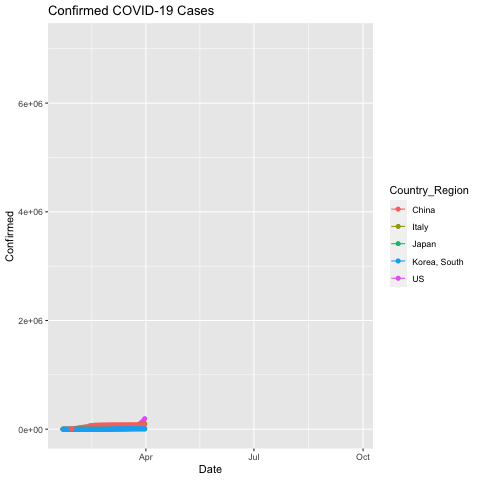 Confirmed COVID-19 Cases
6e+06
4e+06
2e+06
0e+00
Confirmed
Apr
Jul
Oct
Date
Country_Region
China
Italy
Japan
Korea, South
US